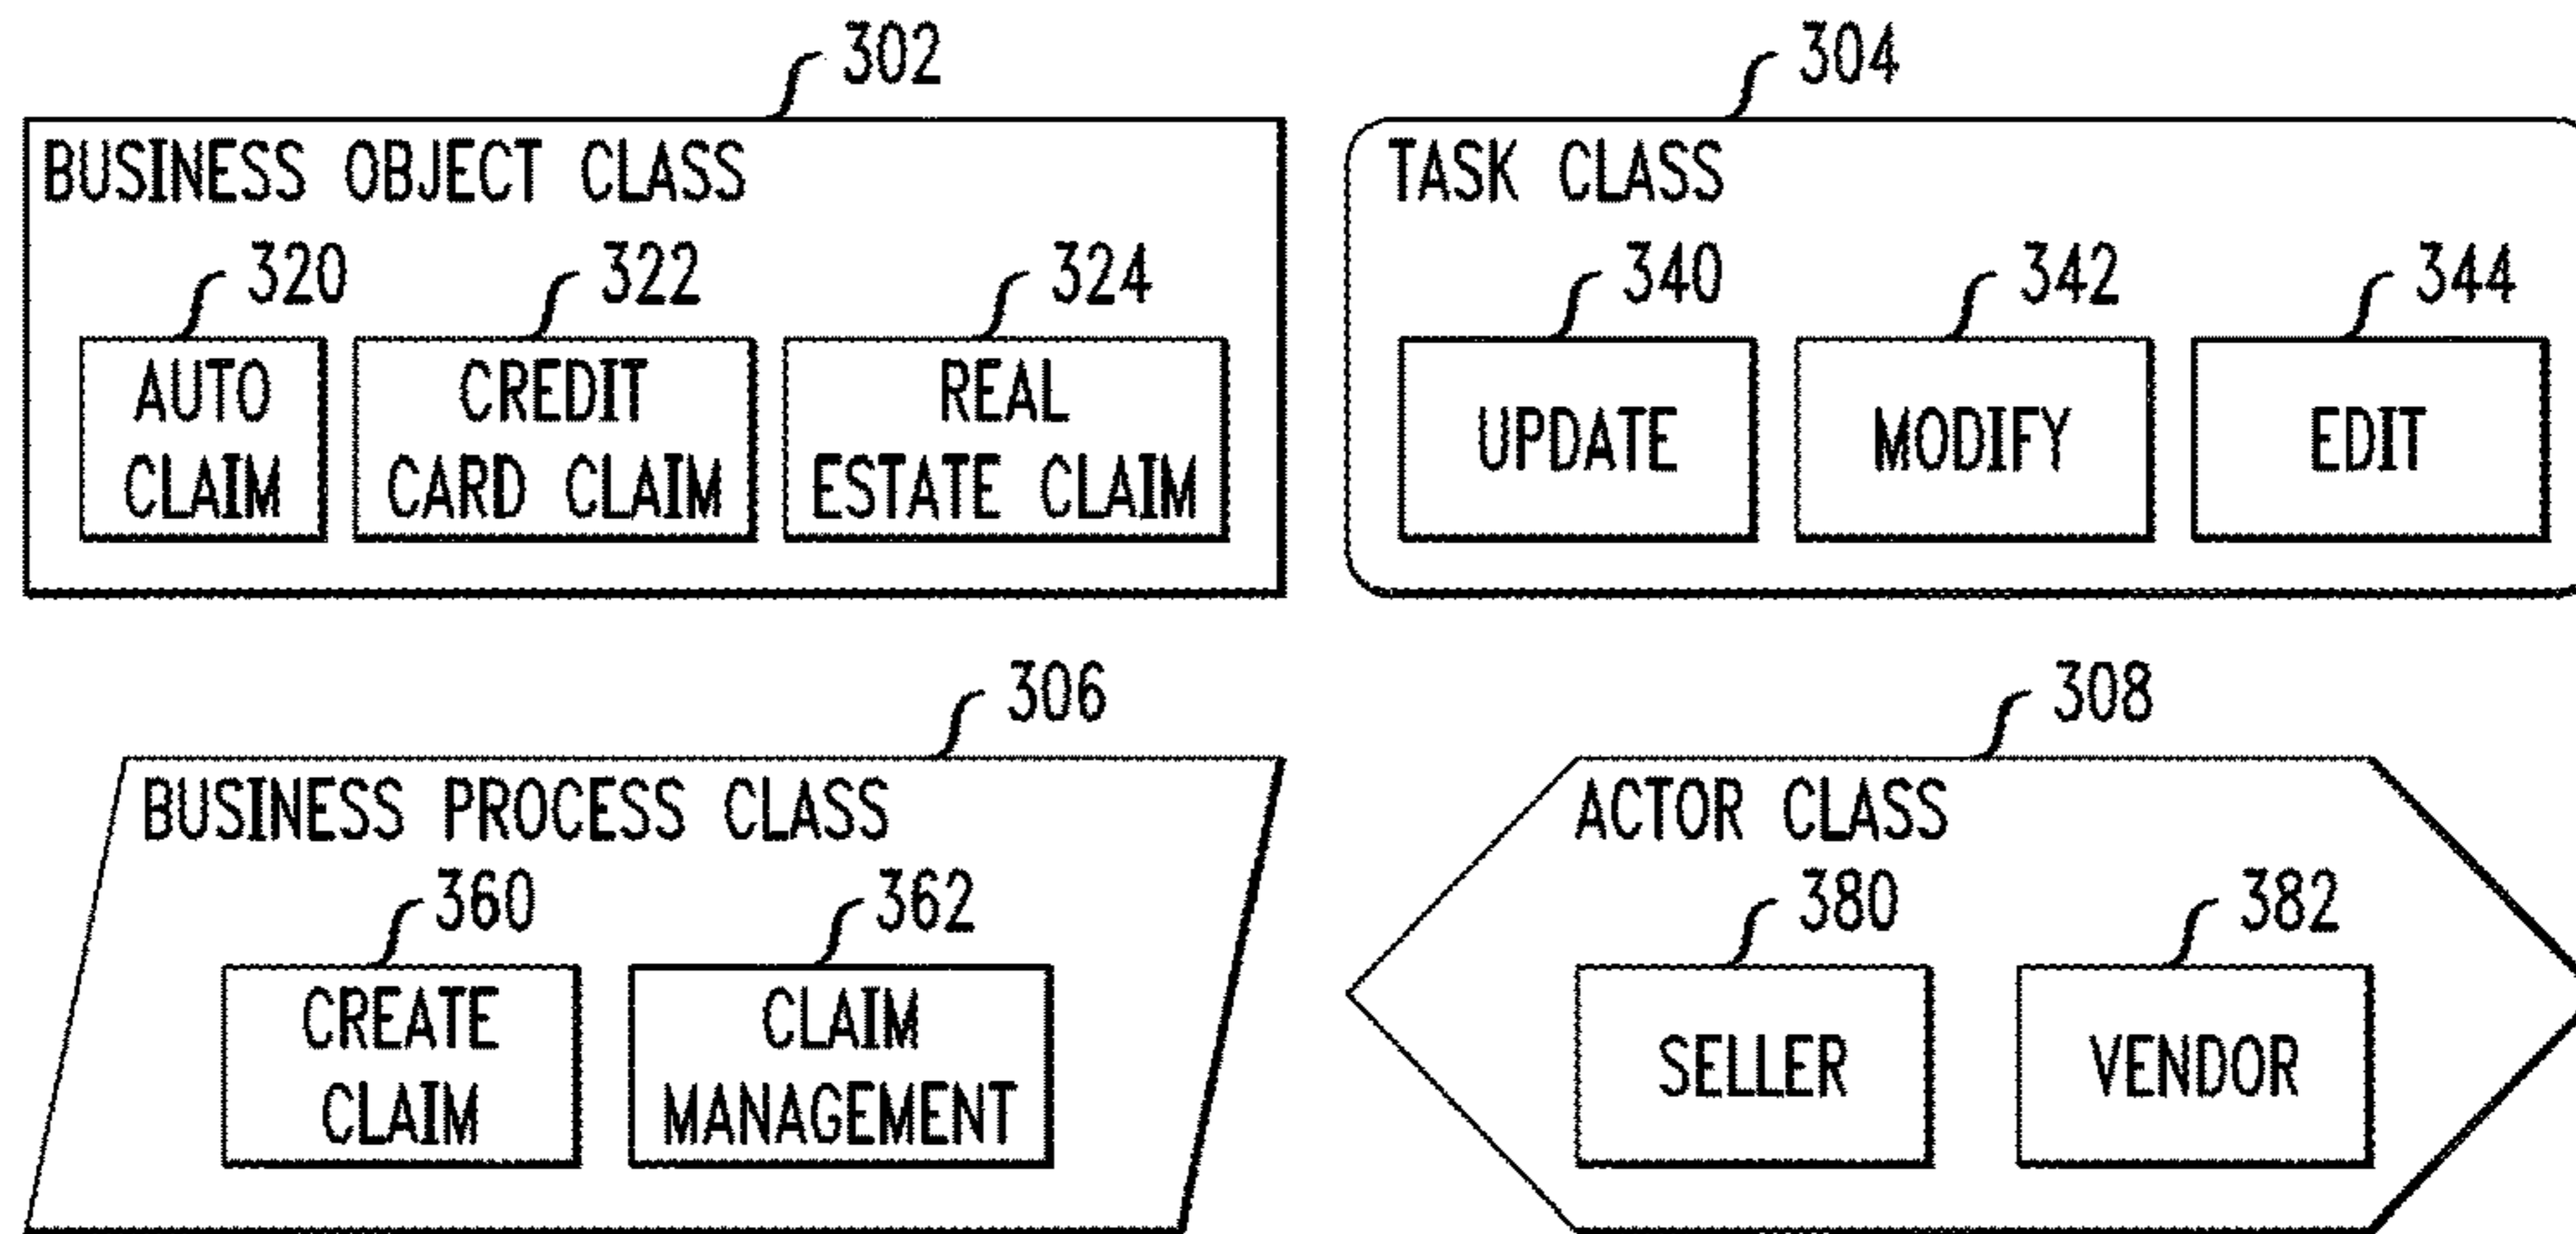 302
BUSINESS OBJECT CLASS
320 322 324
AUTO
CLAIM
CREDIT
CARD CLAIM
REAL
ESTATE CLAIM
304
TASK CLASS
340 342 344
UPDATE MODIFY EDIT
306
BUSINESS PROCESS CLASS
360 362
CREATE
CLAIM
CLAIM
MANAGEMENT
308
ACTOR CLASS
380 382
SELLER VENDOR